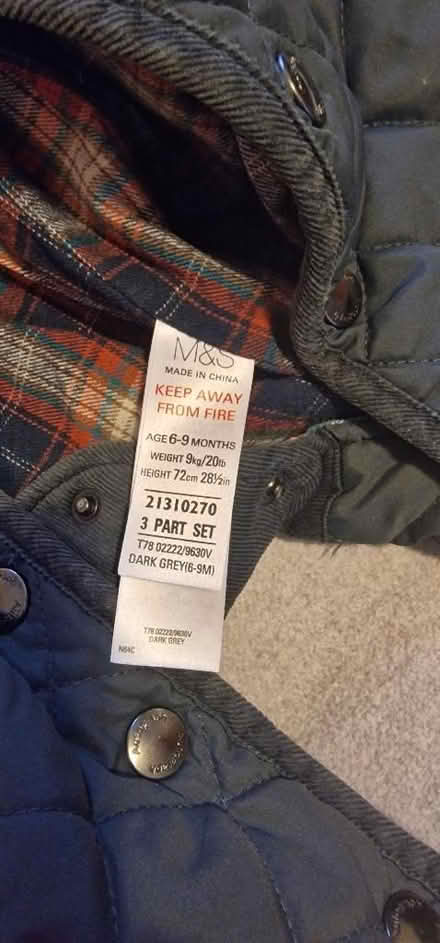 M&S
MADE IN CHINA
KEEP AWAY
FROM FIRE
AGE 6-9 MONTHS
WEIGHT 9kg/20lb
HEIGHT 72cm 28½in
21310270
3 PART SET
T78 02222/9630V
DARK GREY(6-9M)
T78 02222/9630V
DARK GREY
N64C